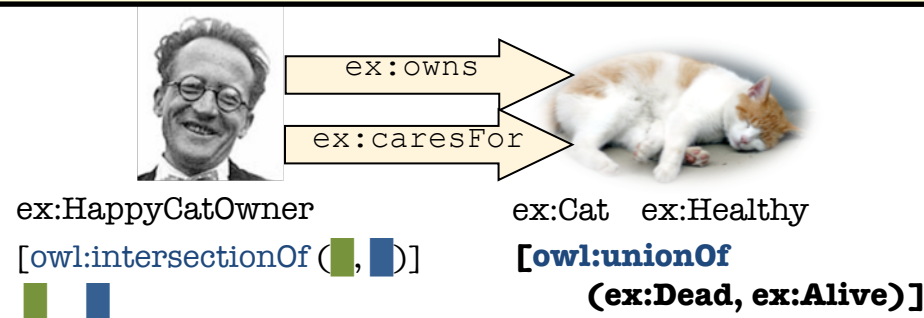 ex:owns
ex:caresFor
ex:HappyCatOwner
ex:Cat ex:Healthy
[owl:intersectionOf ( , )]
[owl:unionOf
(ex:Dead, ex:Alive)]